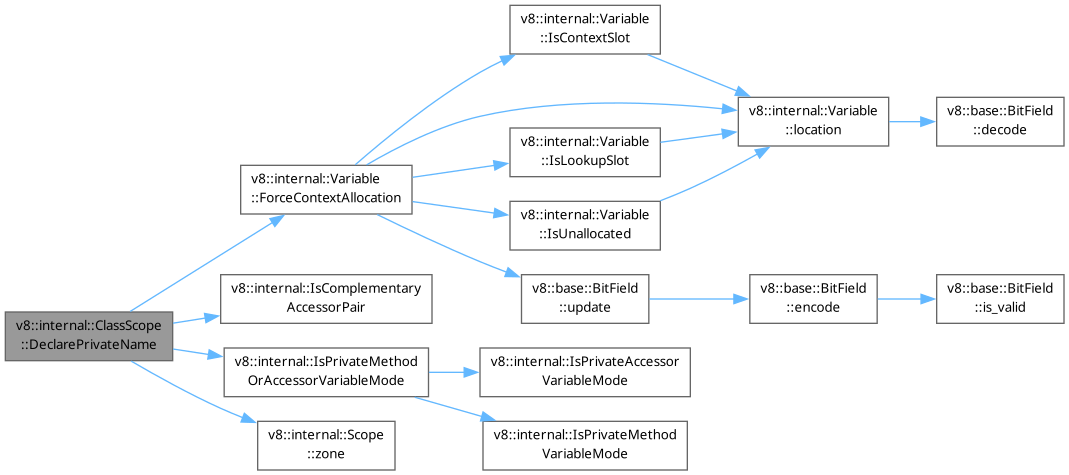 v8::internal::Variable
::IsContextSlot
v8::internal::Variable
::location
v8::base::BitField
::decode
v8::internal::Variable
::IsLookupSlot
v8::internal::Variable
::ForceContextAllocation
v8::internal::Variable
::IsUnallocated
v8::base::BitField
::update
v8::base::BitField
::encode
v8::base::BitField
::is_valid
v8::internal::IsComplementary
AccessorPair
v8::internal::ClassScope
::DeclarePrivateName
v8::internal::IsPrivateMethod
OrAccessorVariableMode
v8::internal::IsPrivateAccessor
VariableMode
v8::internal::Scope
::zone
v8::internal::IsPrivateMethod
VariableMode